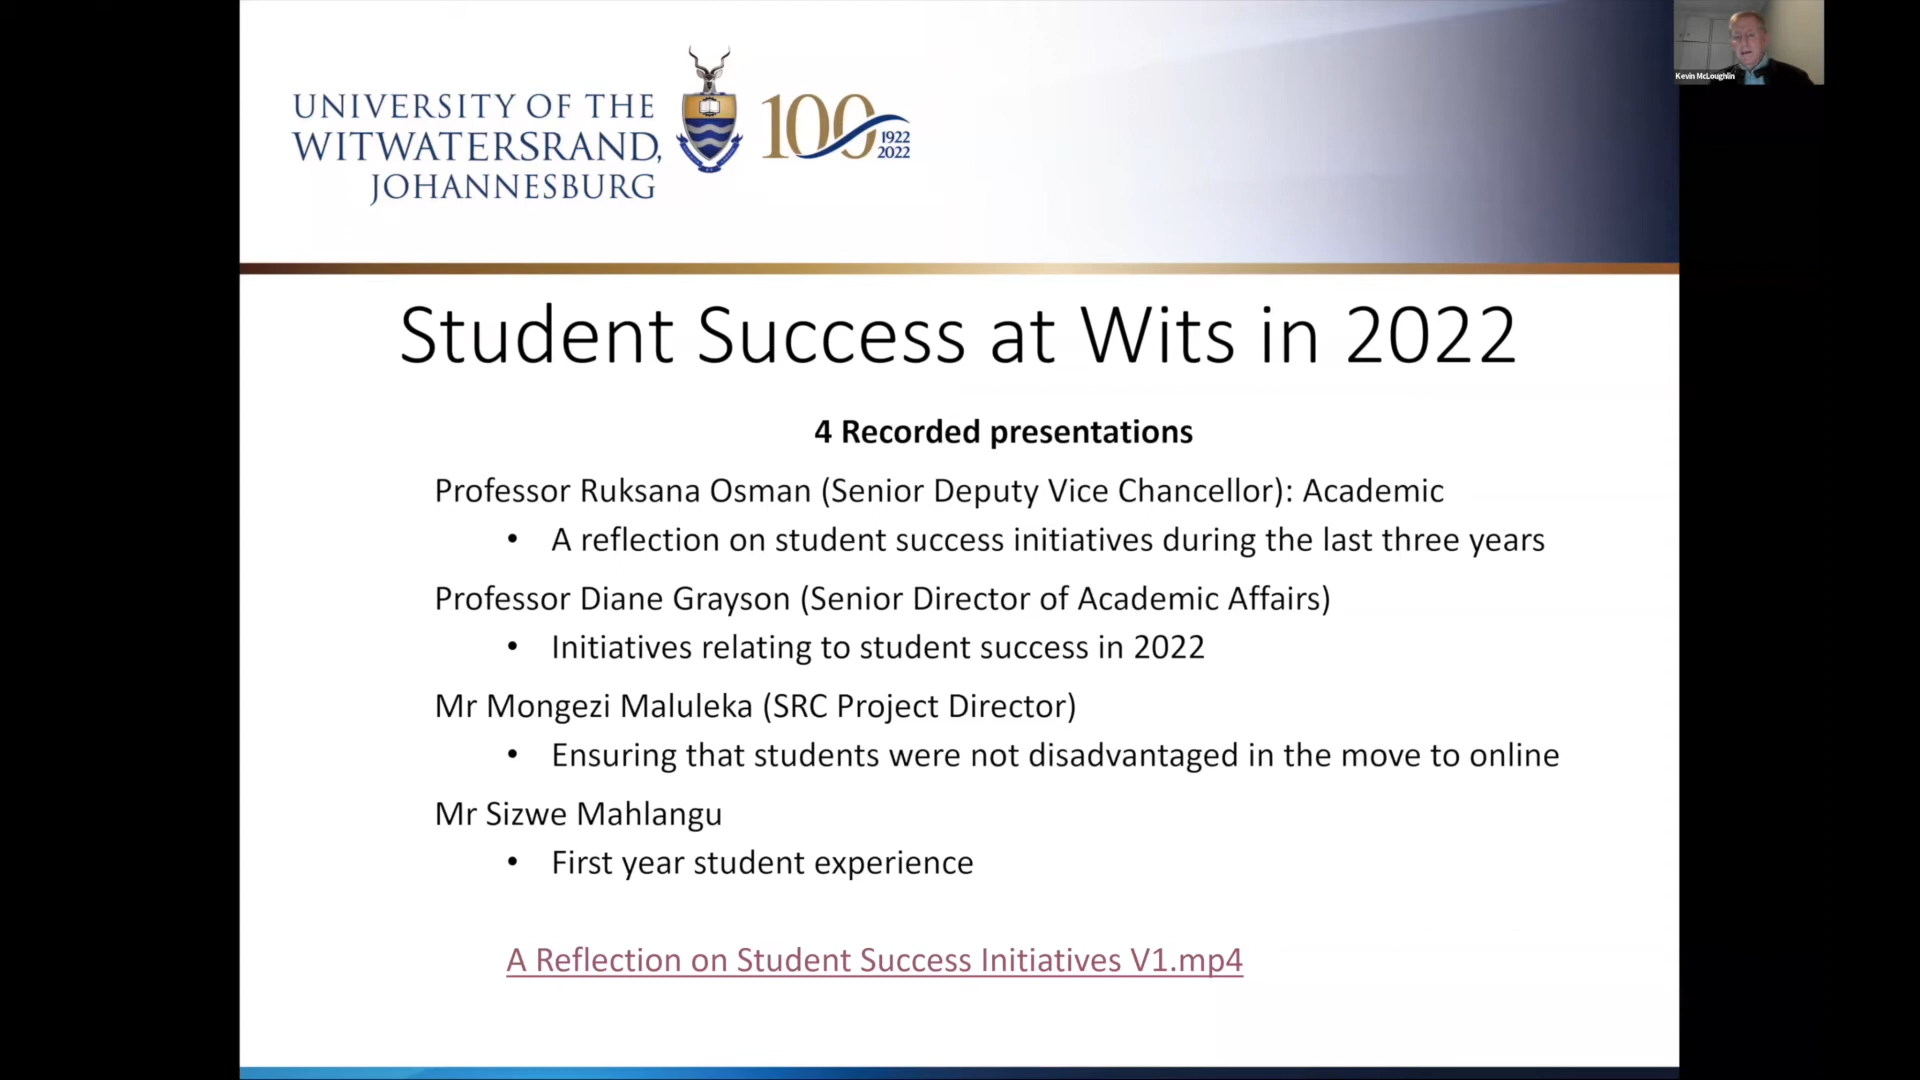 UNIVERSITY OF THE
WITWATERSRAND,
JOHANNESBURG
100
1922
2022
Kevin McLoughlin
Student Success at Wits in 2022
4 Recorded presentations
Professor Ruksana Osman (Senior Deputy Vice Chancellor): Academic
• A reflection on student success initiatives during the last three years
Professor Diane Grayson (Senior Director of Academic Affairs)
• Initiatives relating to student success in 2022
Mr Mongezi Maluleka (SRC Project Director)
• Ensuring that students were not disadvantaged in the move to online
Mr Sizwe Mahlangu
• First year student experience
A Reflection on Student Success Initiatives V1.mp4